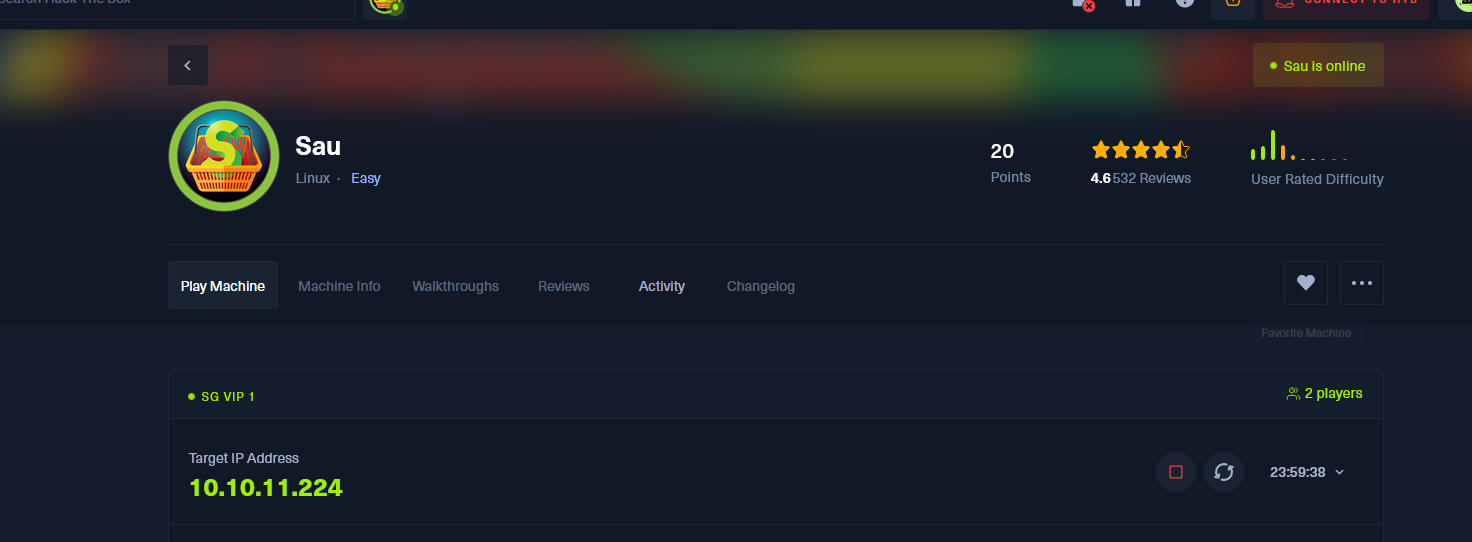 Search Hack The Box
CONNECT TO HTB
Sau is online
Sau
Linux · Easy
20
Points
4.6 532 Reviews
User Rated Difficulty
Play Machine
Machine Info
Walkthroughs
Reviews
Activity
Changelog
Favorite Machine
SG VIP 1
2 players
Target IP Address
10.10.11.224
23:59:38